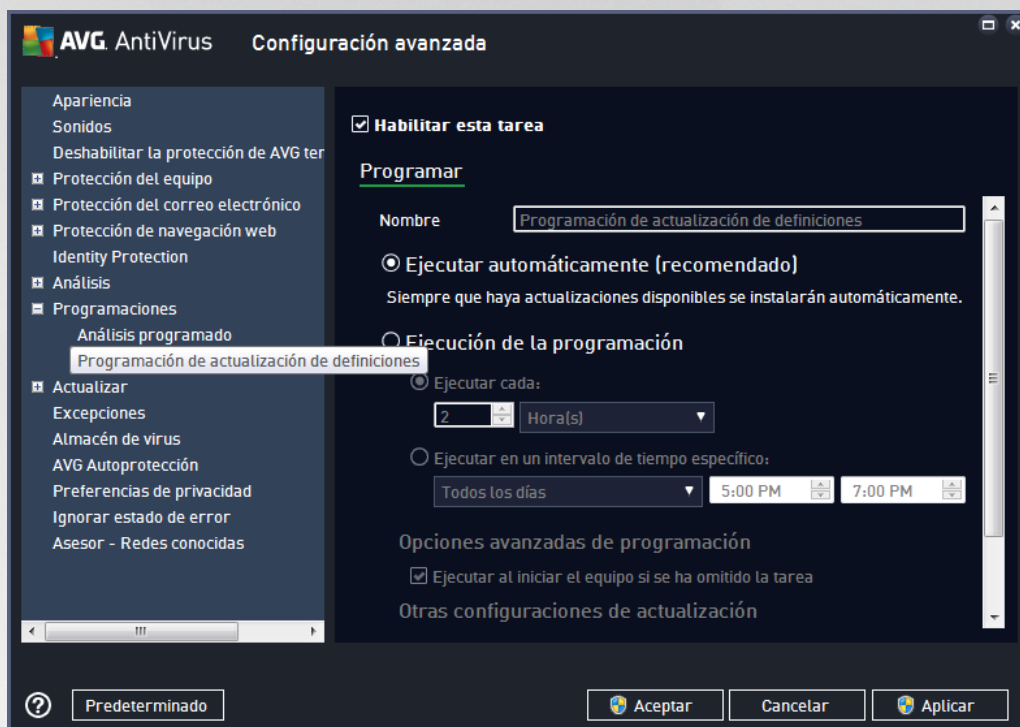 AVG. AntiVirus Configuración avanzada
Apariencia
Sonidos
Deshabilitar la protección de AVG ter
Protección del equipo
Protección del correo electrónico
Protección de navegación web
Identity Protection
Análisis
Programaciones
Análisis programado
Programación de actualización de definiciones
Actualizar
Excepciones
Almacén de virus
AVG Autoprotección
Preferencias de privacidad
Ignorar estado de error
Asesor - Redes conocidas
Habilitar esta tarea
Programar
Nombre Programación de actualización de definiciones
Ejecutar automáticamente (recomendado)
Siempre que haya actualizaciones disponibles se instalarán automáticamente.
Ejecución de la programación
Ejecutar cada:
2 Hora(s)
Ejecutar en un intervalo de tiempo específico:
Todos los días 5:00 PM 7:00 PM
Opciones avanzadas de programación
Ejecutar al iniciar el equipo si se ha omitido la tarea
Otras configuraciones de actualización
? Predeterminado Aceptar Cancelar Aplicar